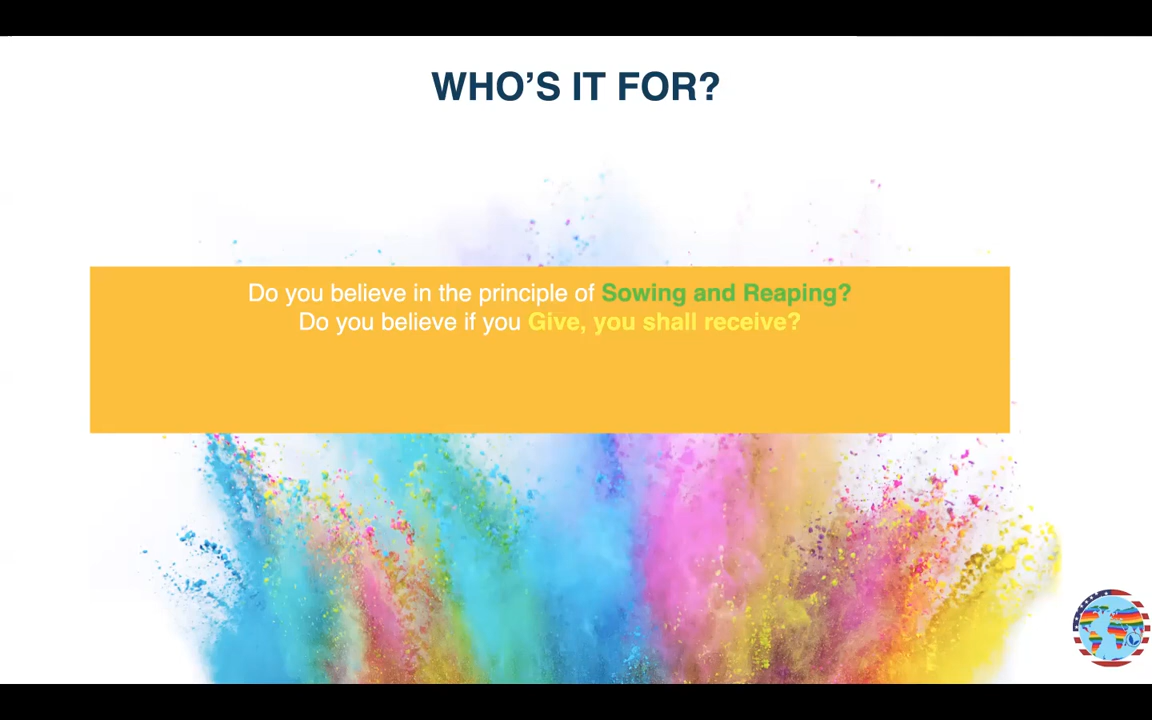 WHO'S IT FOR?
Do you believe in the principle of Sowing and Reaping?
Do you believe if you Give, you shall receive?